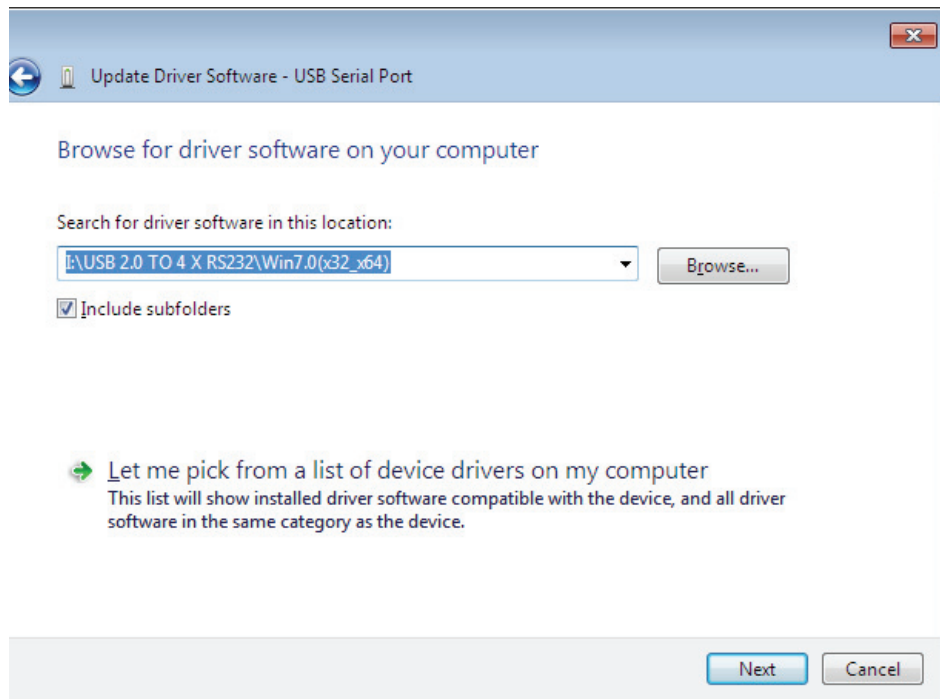 Update Driver Software - USB Serial Port
Browse for driver software on your computer
Search for driver software in this location:
I:\USB 2.0 TO 4 X RS232\Win7.0(x32_x64)
Browse...
Include subfolders
Let me pick from a list of device drivers on my computer
This list will show installed driver software compatible with the device, and all driver
software in the same category as the device.
Next
Cancel